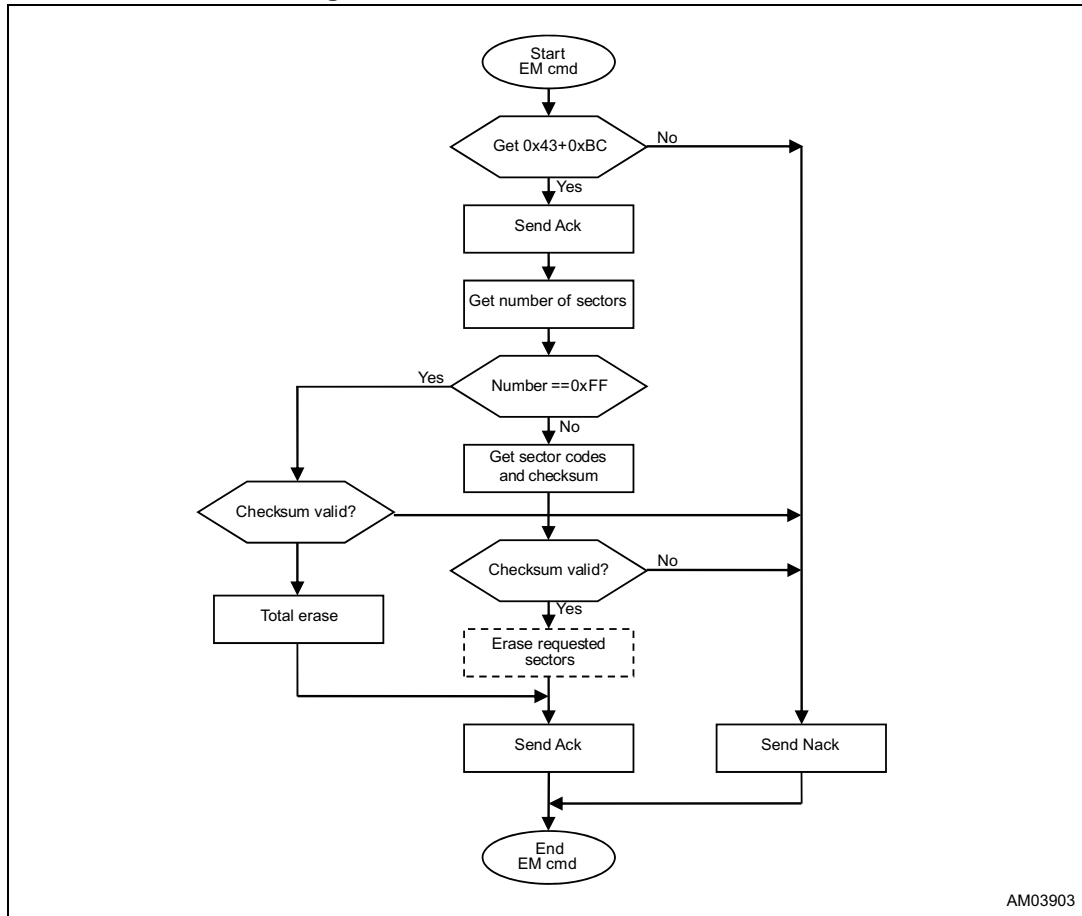 Start
EM cmd
Get 0x43+0xBC
No
Yes
Send Ack
Get number of sectors
Yes
Number ==0xFF
No
Get sector codes
and checksum
Checksum valid?
Checksum valid?
No
Yes
Total erase
Erase requested
sectors
Send Ack
Send Nack
End
EM cmd
AM03903